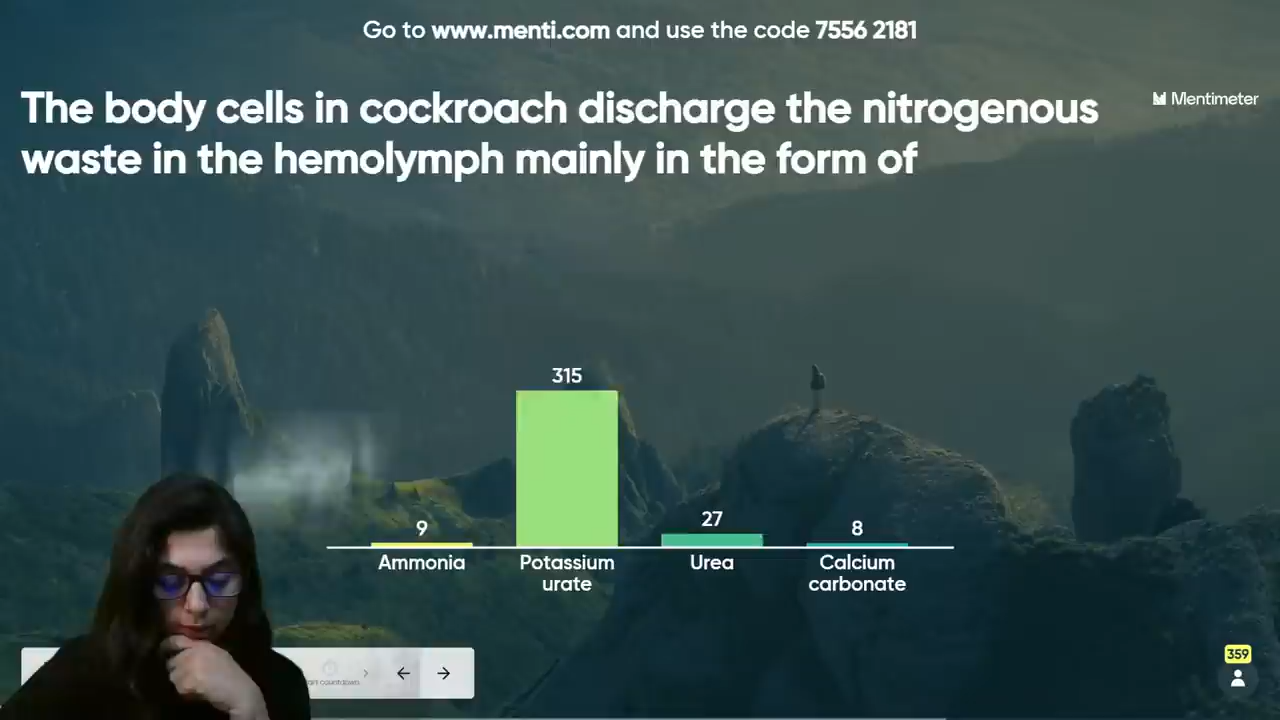 Go to www.menti.com and use the code 7556 2181
The body cells in cockroach discharge the nitrogenous
waste in the hemolymph mainly in the form of
Mentimeter
315
9
27
8
Ammonia
Potassium
urate
Urea
Calcium
carbonate
countdown
359